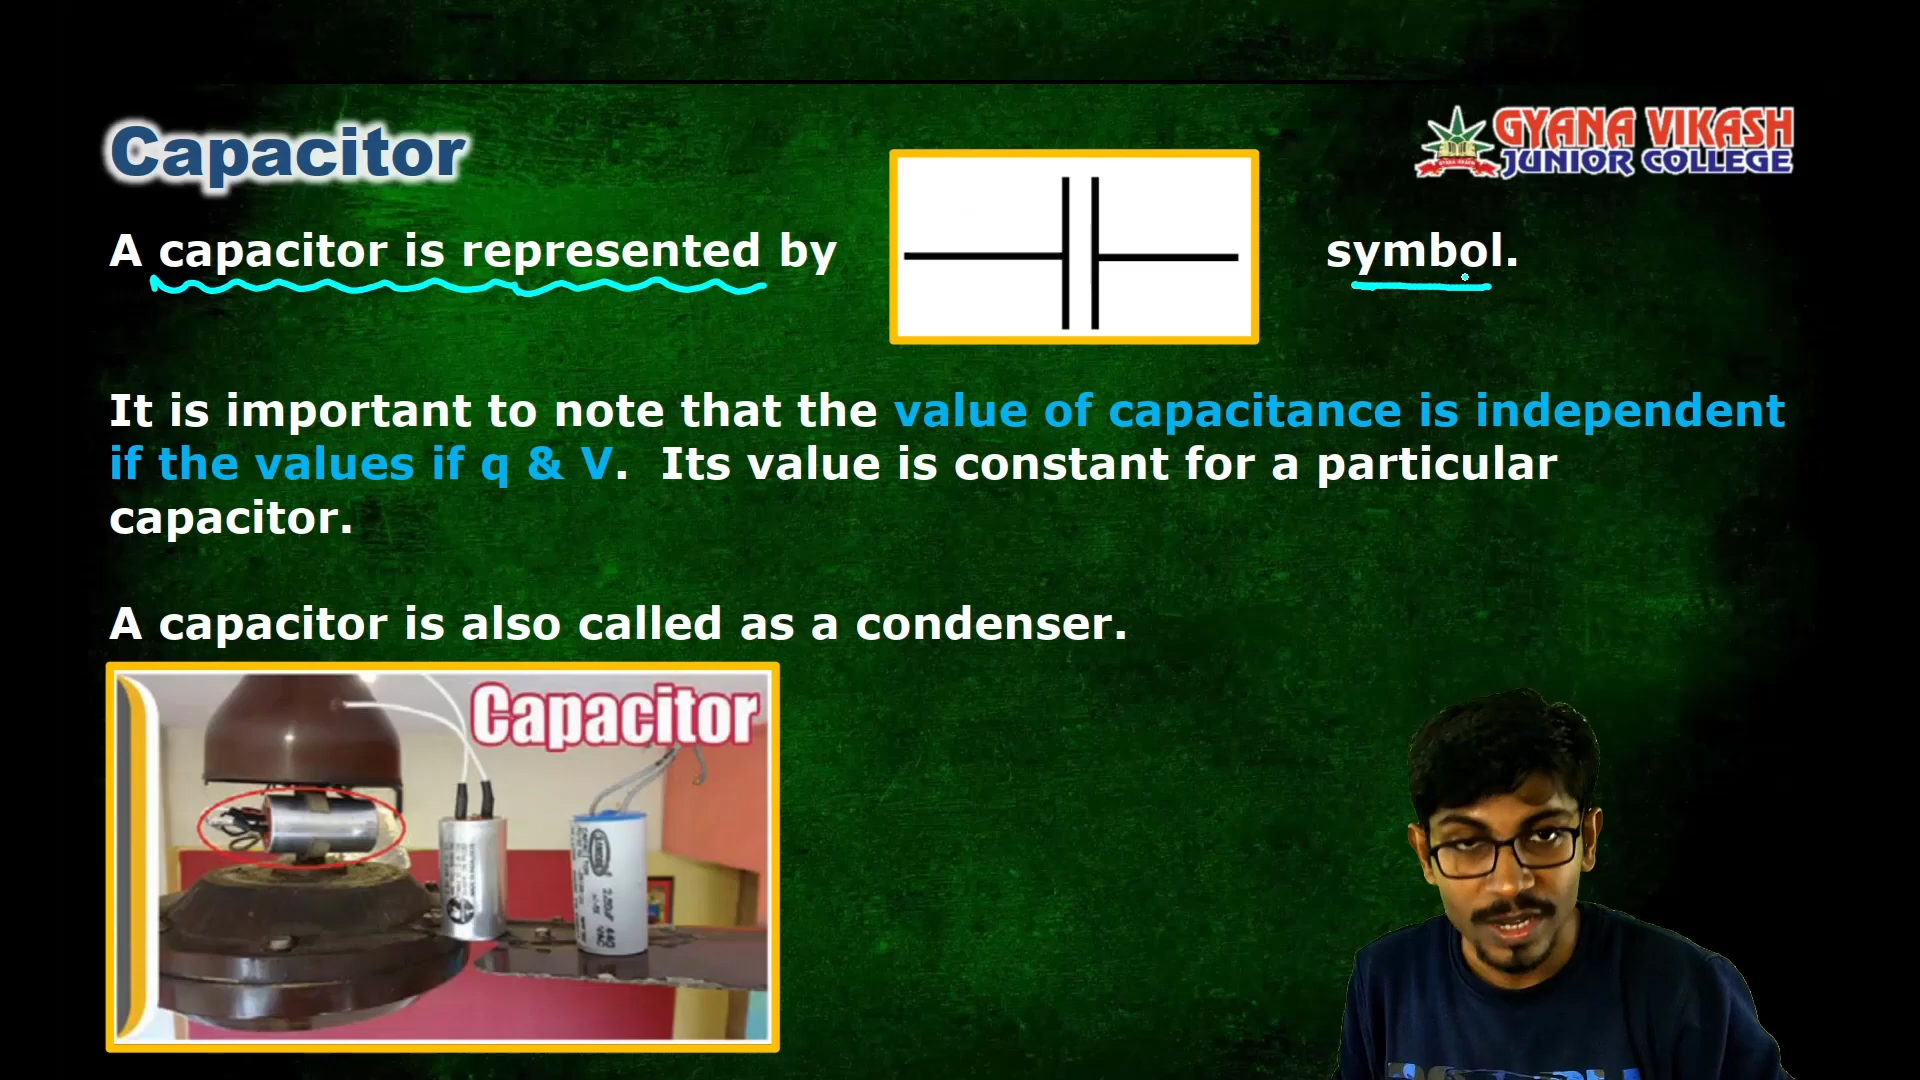 GYANA VIKASH
JUNIOR COLLEGE
Capacitor
A capacitor is represented by symbol.
It is important to note that the value of capacitance is independent
if the values if q & V. Its value is constant for a particular
capacitor.
A capacitor is also called as a condenser.
Capacitor